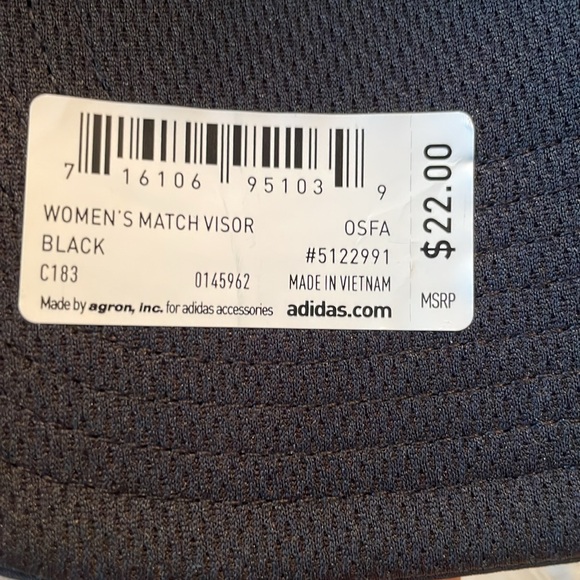 7 16106 95103 9
WOMEN'S MATCH VISOR OSFA
BLACK #5122991
C183 0145962 MADE IN VIETNAM
Made by agron, inc. for adidas accessories adidas.com
$22.00
MSRP